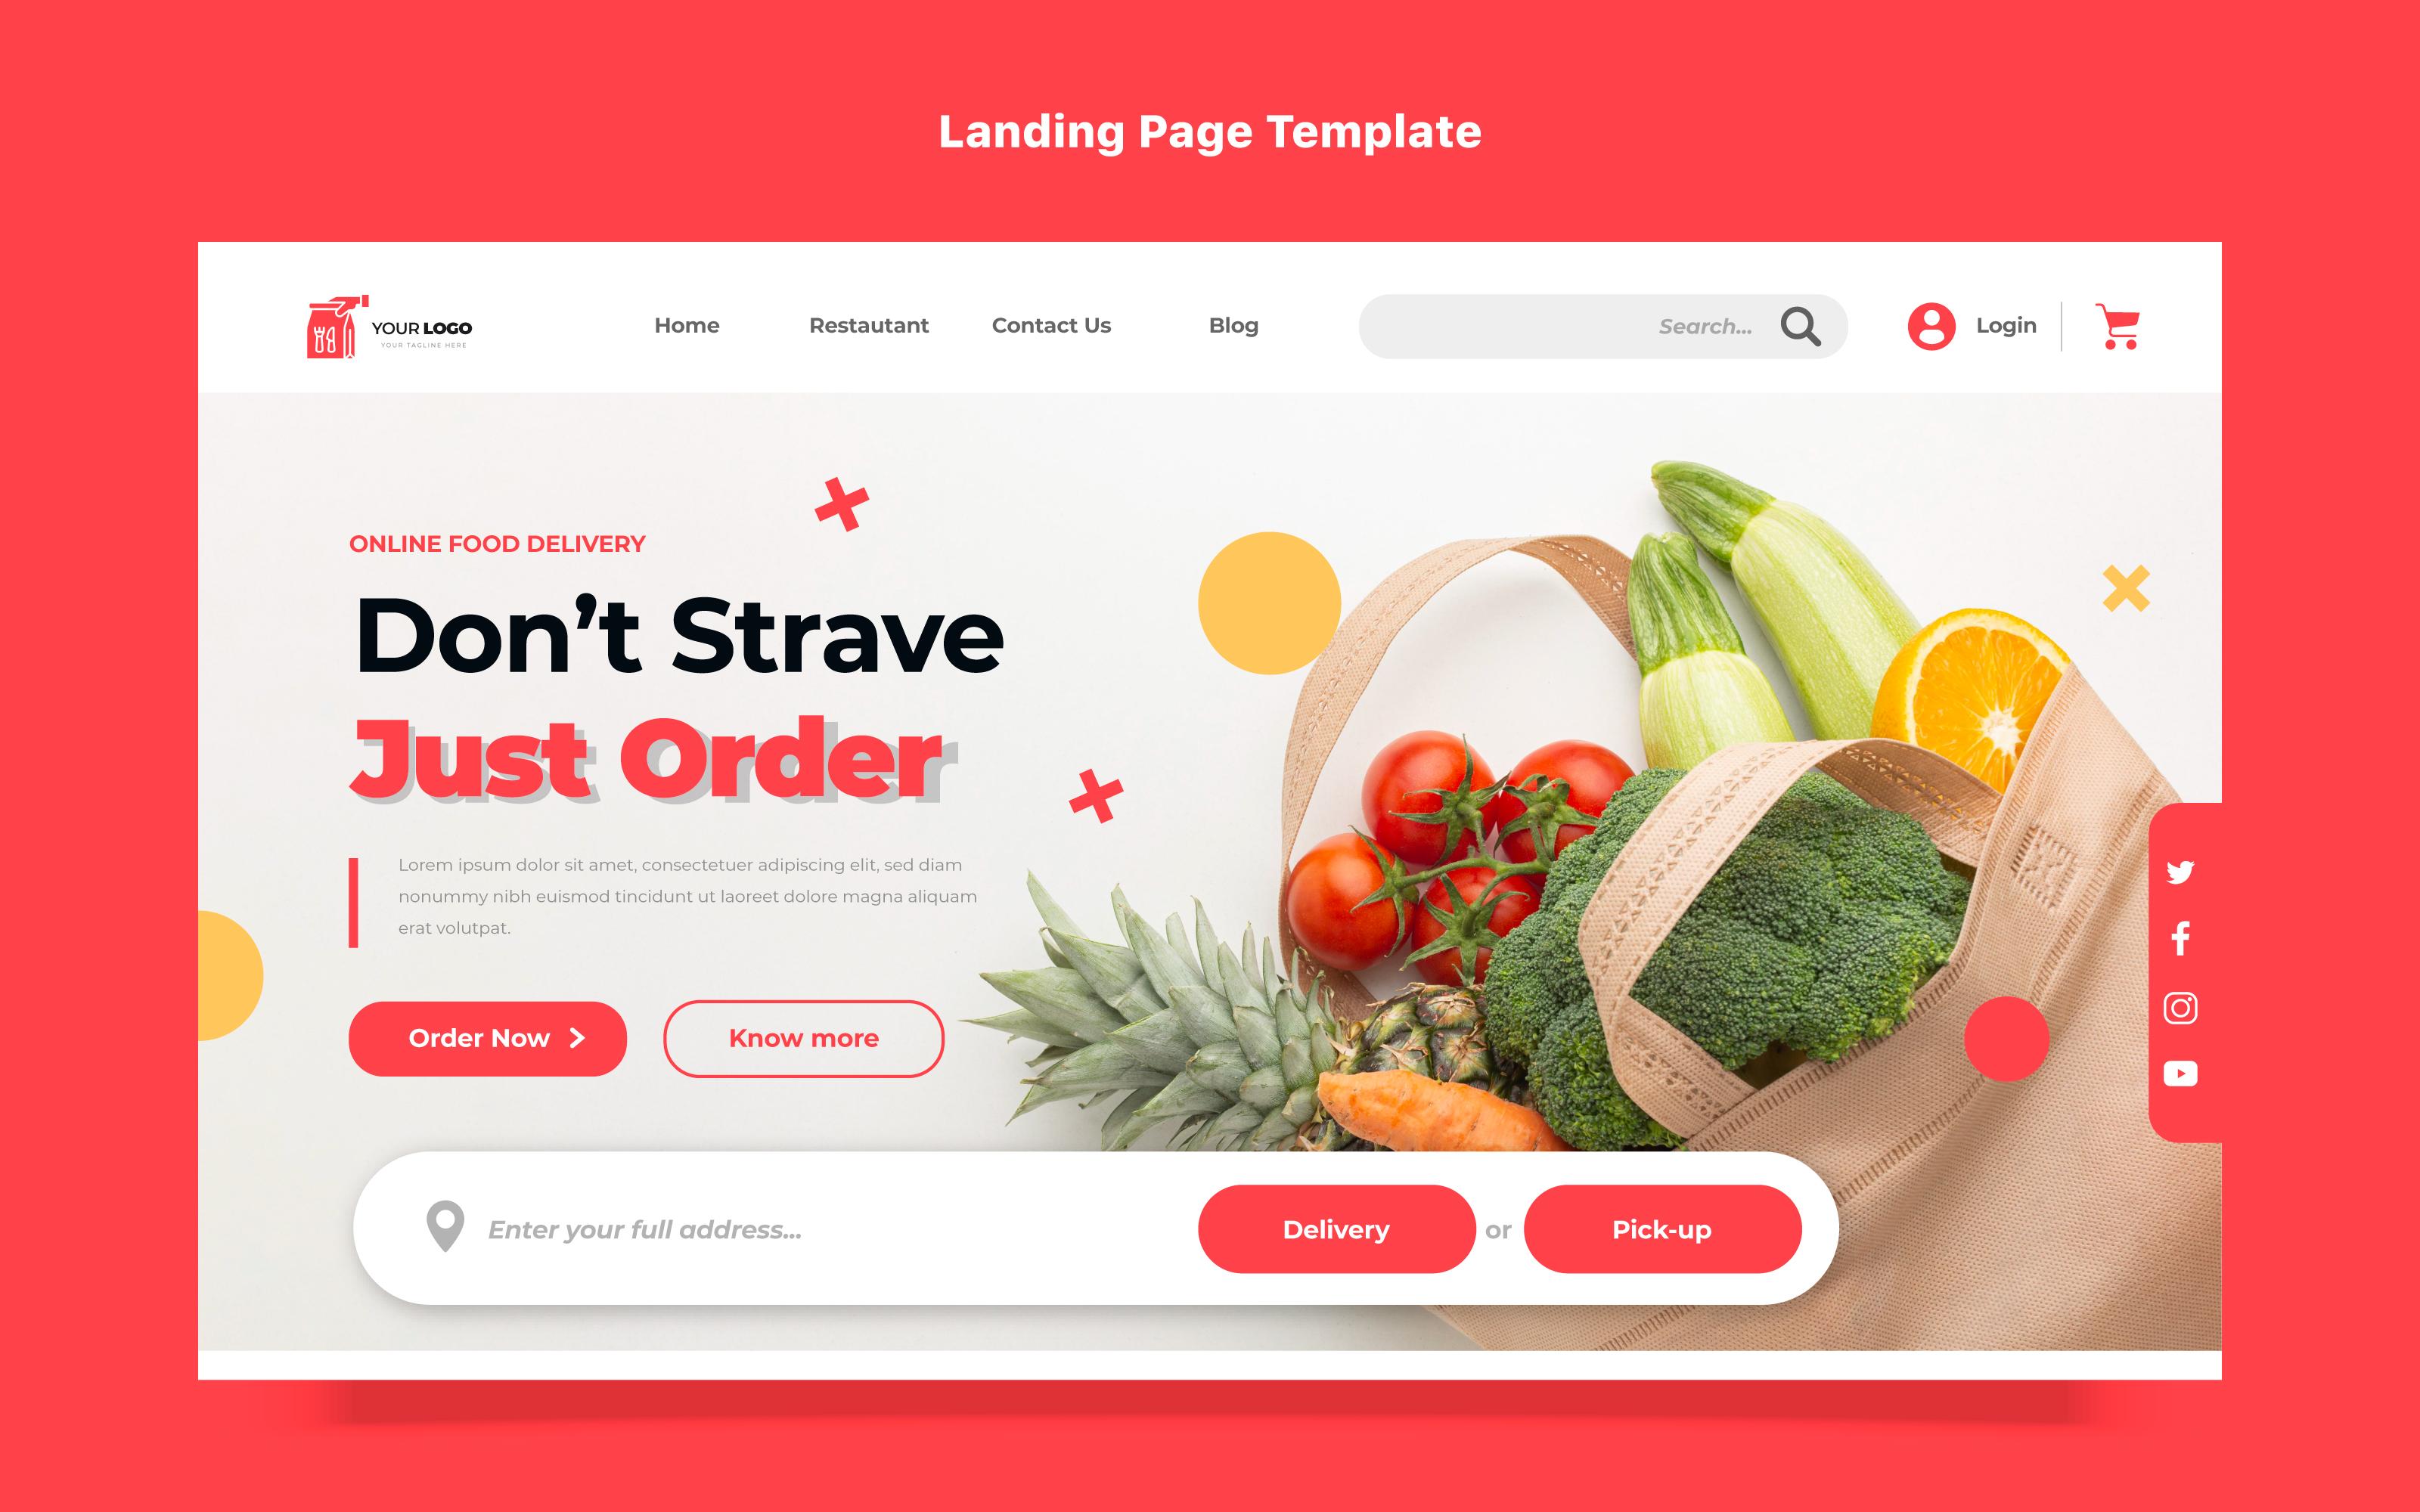 Landing Page Template
YOUR LOGO
YOUR TAGLINE HERE
Home
Restautant
Contact Us
Blog
Search...
Login
ONLINE FOOD DELIVERY
Don’t Strave
Just Order
Lorem ipsum dolor sit amet, consectetuer adipiscing elit, sed diam
nonummy nibh euismod tincidunt ut laoreet dolore magna aliquam
erat volutpat.
Order Now
Know more
Enter your full address...
Delivery or Pick-up